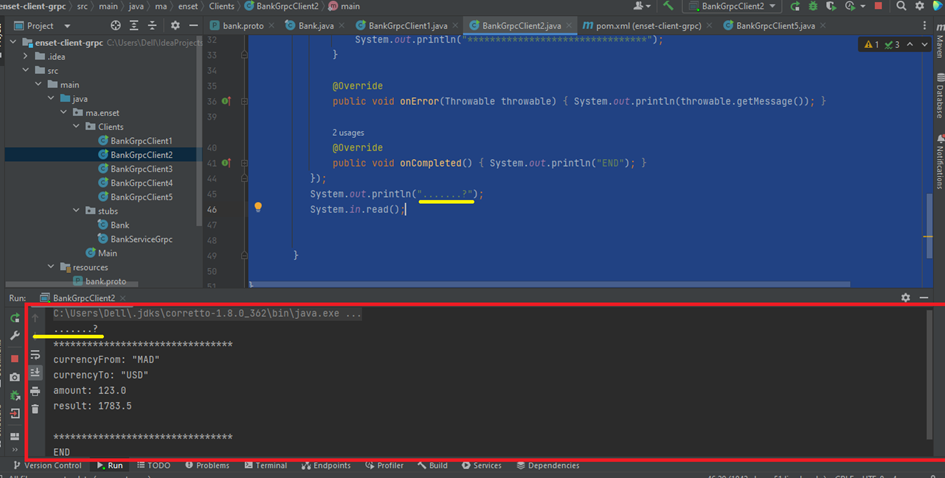 enset-client-grpc src main java ma enset Clients BankGrpcClient2 main BankGrpcClient2
Project bank.proto Bank.java BankGrpcClient1.java BankGrpcClient2.java pom.xml (enset-client-grpc) BankGrpcClient5.java
enset-client-grpc C:\Users\Dell\IdeaProjects
.idea
src
main
java
ma.enset
Clients
BankGrpcClient1
BankGrpcClient2
BankGrpcClient3
BankGrpcClient4
BankGrpcClient5
stubs
Bank
BankServiceGrpc
Main
resources
bank.proto
1 3
32 System.out.println("********************************");
33 }
34
35 @Override
36 public void onError(Throwable throwable) { System.out.println(throwable.getMessage()); }
39
2 usages
40 @Override
41 public void onCompleted() { System.out.println("END"); }
44 });
45 System.out.println(".......?");
46 System.in.read();
47
48
49 }
50
51 }
Maven
Database
Notifications
Run: BankGrpcClient2
C:\Users\Dell\.jdks\corretto-1.8.0_362\bin\java.exe ...
.......?
********************************
currencyFrom: "MAD"
currencyTo: "USD"
amount: 123.0
result: 1783.5
********************************
END
Version Control Run TODO Problems Terminal Endpoints Profiler Build Services Dependencies